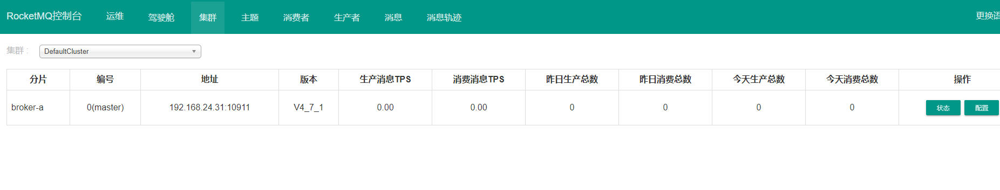 RocketMQ控制台 运维 驾驶舱 集群 主题 消费者 生产者 消息 消息轨迹 更换语
集群 : DefaultCluster
分片 编号 地址 版本 生产消息TPS 消费消息TPS 昨日生产总数 昨日消费总数 今天生产总数 今天消费总数 操作
broker-a 0(master) 192.168.24.31:10911 V4_7_1 0.00 0.00 0 0 0 0 状态 配置